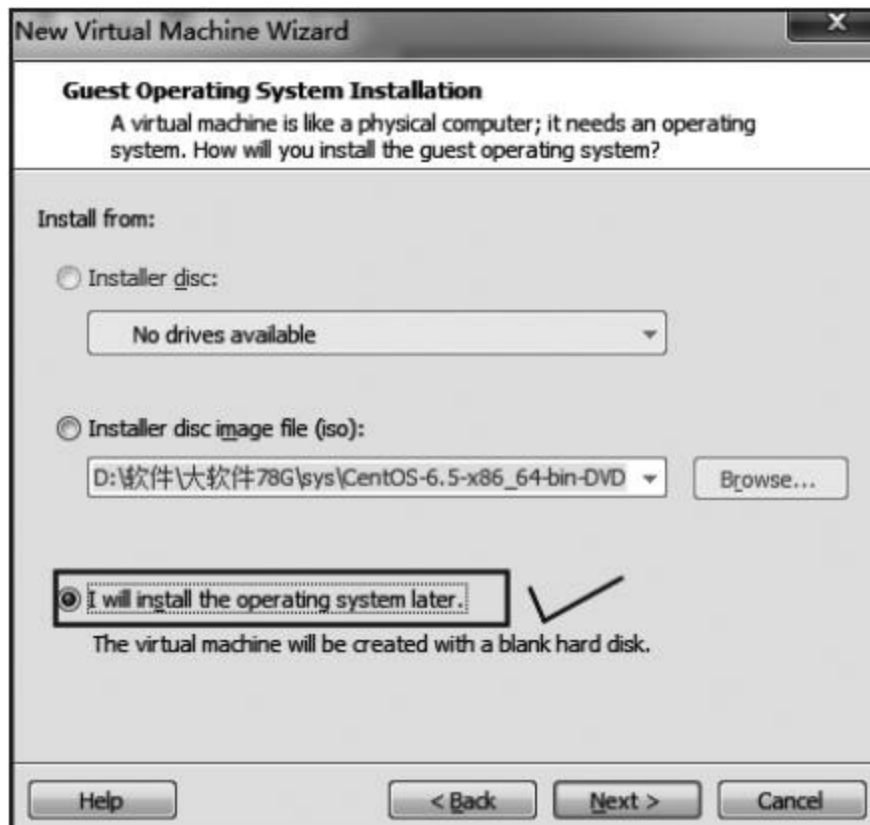 New Virtual Machine Wizard
Guest Operating System Installation
A virtual machine is like a physical computer; it needs an operating
system. How will you install the guest operating system?
Install from:
Installer disc:
No drives available
Installer disc image file (iso):
D:\软件\大软件78G\sys\CentOS-6.5-x86_64-bin-DVD
Browse...
I will install the operating system later.
The virtual machine will be created with a blank hard disk.
Help
< Back
Next >
Cancel